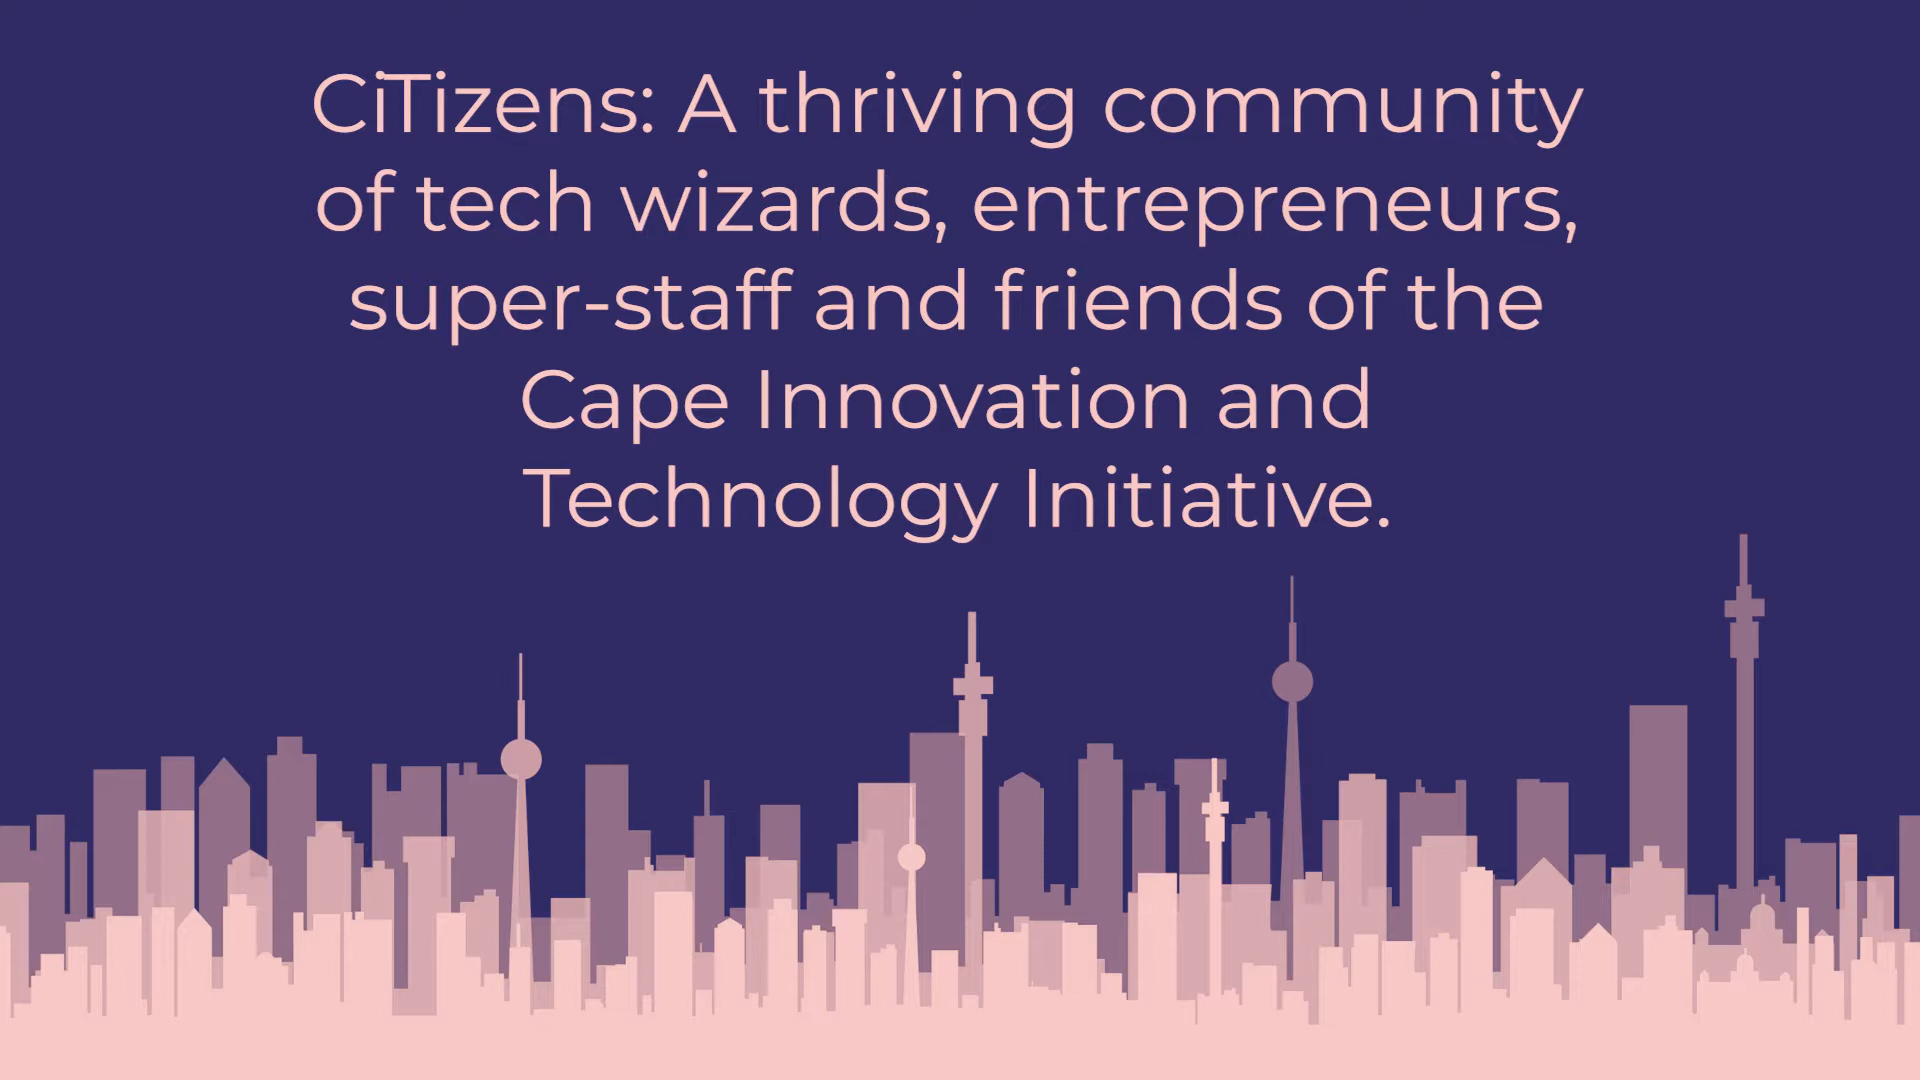 CiTizens: A thriving community
of tech wizards, entrepreneurs,
super-staff and friends of the
Cape Innovation and
Technology Initiative.